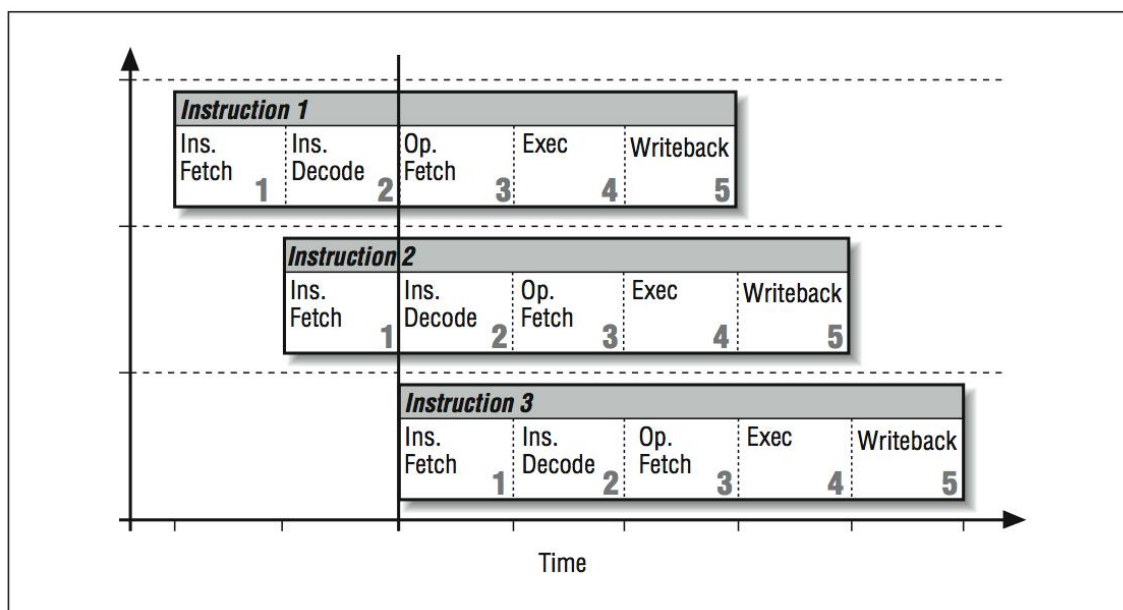 Instruction 1
Ins.
Fetch
1
Ins.
Decode
2
Op.
Fetch
3
Exec
4
Writeback
5
Instruction 2
Ins.
Fetch
1
Ins.
Decode
2
Op.
Fetch
3
Exec
4
Writeback
5
Instruction 3
Ins.
Fetch
1
Ins.
Decode
2
Op.
Fetch
3
Exec
4
Writeback
5
Time